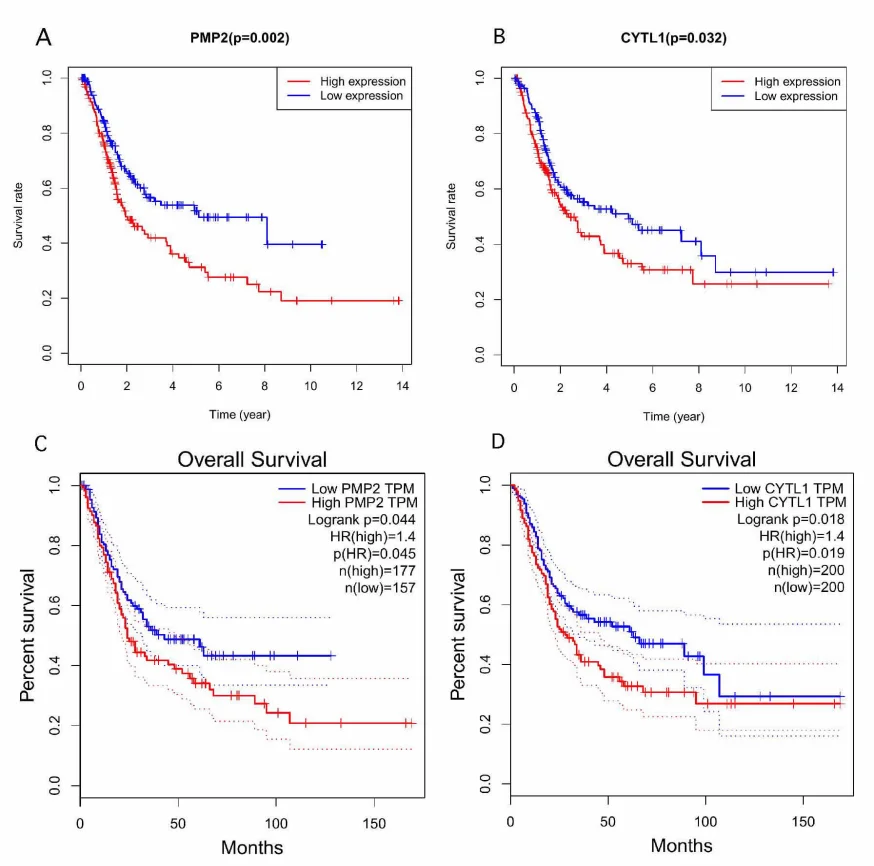 A
PMP2(p=0.002)
High expression
Low expression
Survival rate
1.0
0.8
0.6
0.4
0.2
0.0
0 2 4 6 8 10 12 14
Time (year)
B
CYTL1(p=0.032)
High expression
Low expression
Survival rate
1.0
0.8
0.6
0.4
0.2
0.0
0 2 4 6 8 10 12 14
Time (year)
C
Overall Survival
Low PMP2 TPM
High PMP2 TPM
Logrank p=0.044
HR(high)=1.4
p(HR)=0.045
n(high)=177
n(low)=157
Percent survival
1.0
0.8
0.6
0.4
0.2
0.0
0 50 100 150
Months
D
Overall Survival
Low CYTL1 TPM
High CYTL1 TPM
Logrank p=0.018
HR(high)=1.4
p(HR)=0.019
n(high)=200
n(low)=200
Percent survival
1.0
0.8
0.6
0.4
0.2
0.0
0 50 100 150
Months